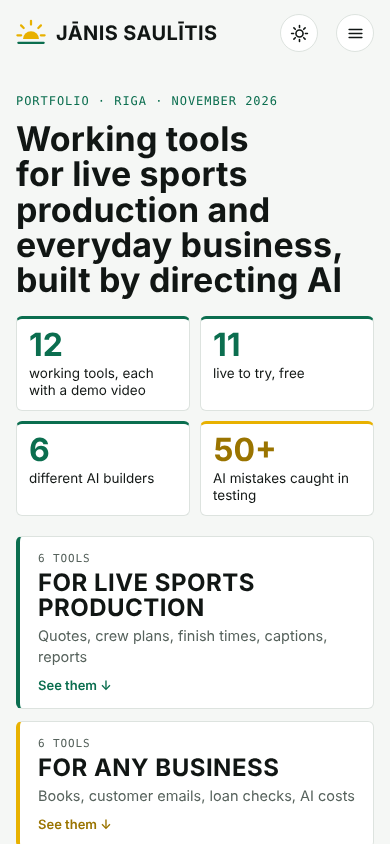 JĀNIS SAULĪTIS
PORTFOLIO · RIGA · NOVEMBER 2026
Working tools
for live sports
production and
everyday business,
built by directing AI
12
working tools, each
with a demo video
11
live to try, free
6
different AI builders
50+
AI mistakes caught in
testing
6 TOOLS
FOR LIVE SPORTS
PRODUCTION
Quotes, crew plans, finish times, captions,
reports
See them ↓
6 TOOLS
FOR ANY BUSINESS
Books, customer emails, loan checks, AI costs
See them ↓